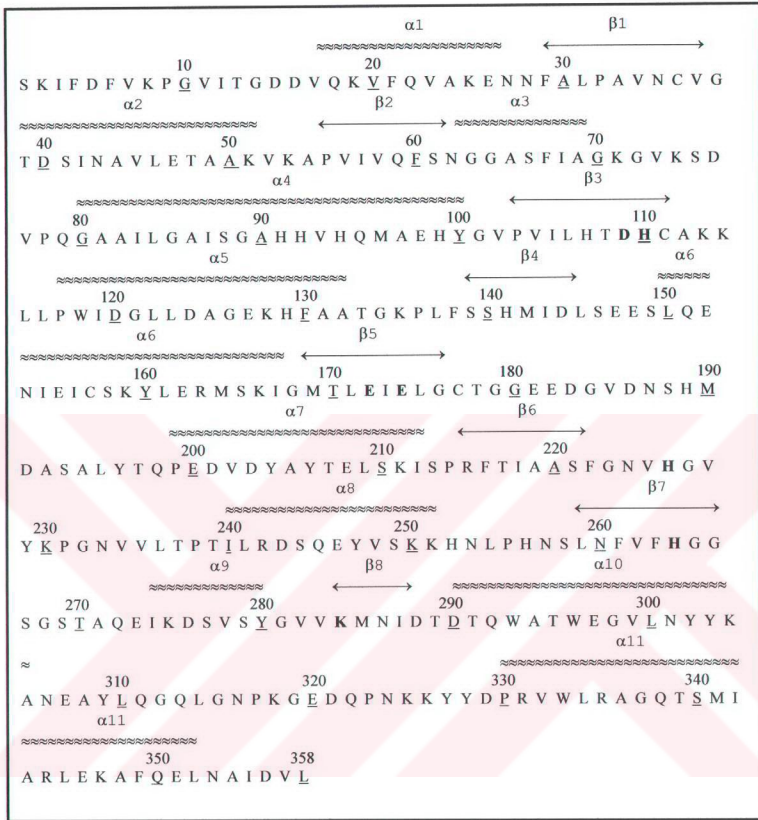 α1 β1
10 20 30
S K I F D F V K P G V I T G D D V Q K V F Q V A K E N N F A L P A V N C V G
α2 β2 α3
40 50 60 70
T D S I N A V L E T A A K V K A P V I V Q F S N G G A S F I A G K G V K S D
α4 β3
80 90 100 110
V P Q G A A I L G A I S G A H H V H Q M A E H Y G V P V I L H T D H C A K K
α5 β4 α6
120 130 140 150
L L P W I D G L L D A G E K H F A A T G K P L F S S H M I D L S E E S L Q E
α6 β5
160 170 180 190
N I E I C S K Y L E R M S K I G M T L E I E L G C T G G E E D G V D N S H M
α7 β6
200 210 220
D A S A L Y T Q P E D V D Y A Y T E L S K I S P R F T I A A S F G N V H G V
α8 β7
230 240 250 260
Y K P G N V V L T P T I L R D S Q E Y V S K K H N L P H N S L N F V F H G G
α9 β8 α10
270 280 290 300
S G S T A Q E I K D S V S Y G V V K M N I D T D T Q W A T W E G V L N Y Y K
α11
310 320 330 340
A N E A Y L Q G Q L G N P K G E D Q P N K K Y Y D P R V W L R A G Q T S M I
α11
350 358
A R L E K A F Q E L N A I D V L